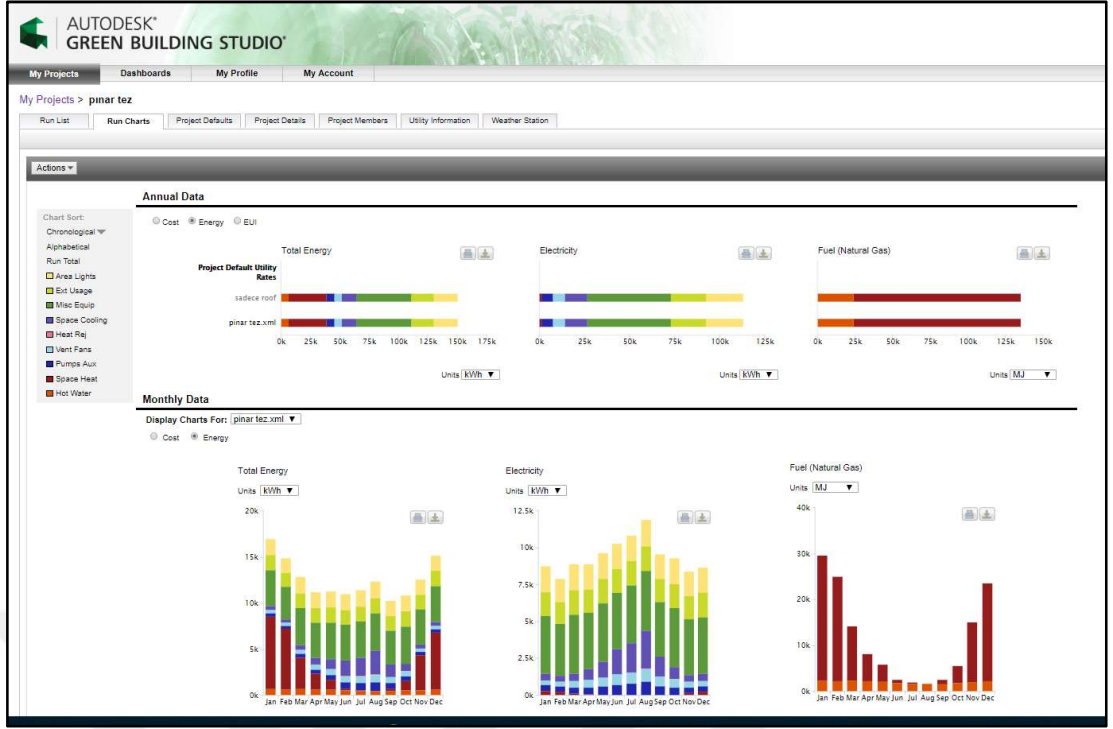 AUTODESK®
GREEN BUILDING STUDIO®
My Projects Dashboards My Profile My Account
My Projects > pınar tez
Run List Run Charts Project Defaults Project Details Project Members Utility Information Weather Station
Actions
Annual Data
Chart Sort:
Chronological
Alphabetical
Run Total
Area Lights
Ext Usage
Misc Equip
Space Cooling
Heat Rej
Vent Fans
Pumps Aux
Space Heat
Hot Water
Cost Energy EUI
Total Energy
Project Default Utility
Rates
sadece roof
pinar tez.xml
0k 25k 50k 75k 100k 125k 150k 175k
Units kWh
Electricity
0k 25k 50k 75k 100k 125k
Units kWh
Fuel (Natural Gas)
0k 25k 50k 75k 100k 125k 150k
Units MJ
Monthly Data
Display Charts For: pinar tez.xml
Cost Energy
Total Energy
Units kWh
20k
15k
10k
5k
0k
Jan Feb Mar Apr May Jun Jul Aug Sep Oct Nov Dec
Electricity
Units kWh
12.5k
10k
7.5k
5k
2.5k
0k
Jan Feb Mar Apr May Jun Jul Aug Sep Oct Nov Dec
Fuel (Natural Gas)
Units MJ
40k
30k
20k
10k
0k
Jan Feb Mar Apr May Jun Jul Aug Sep Oct Nov Dec